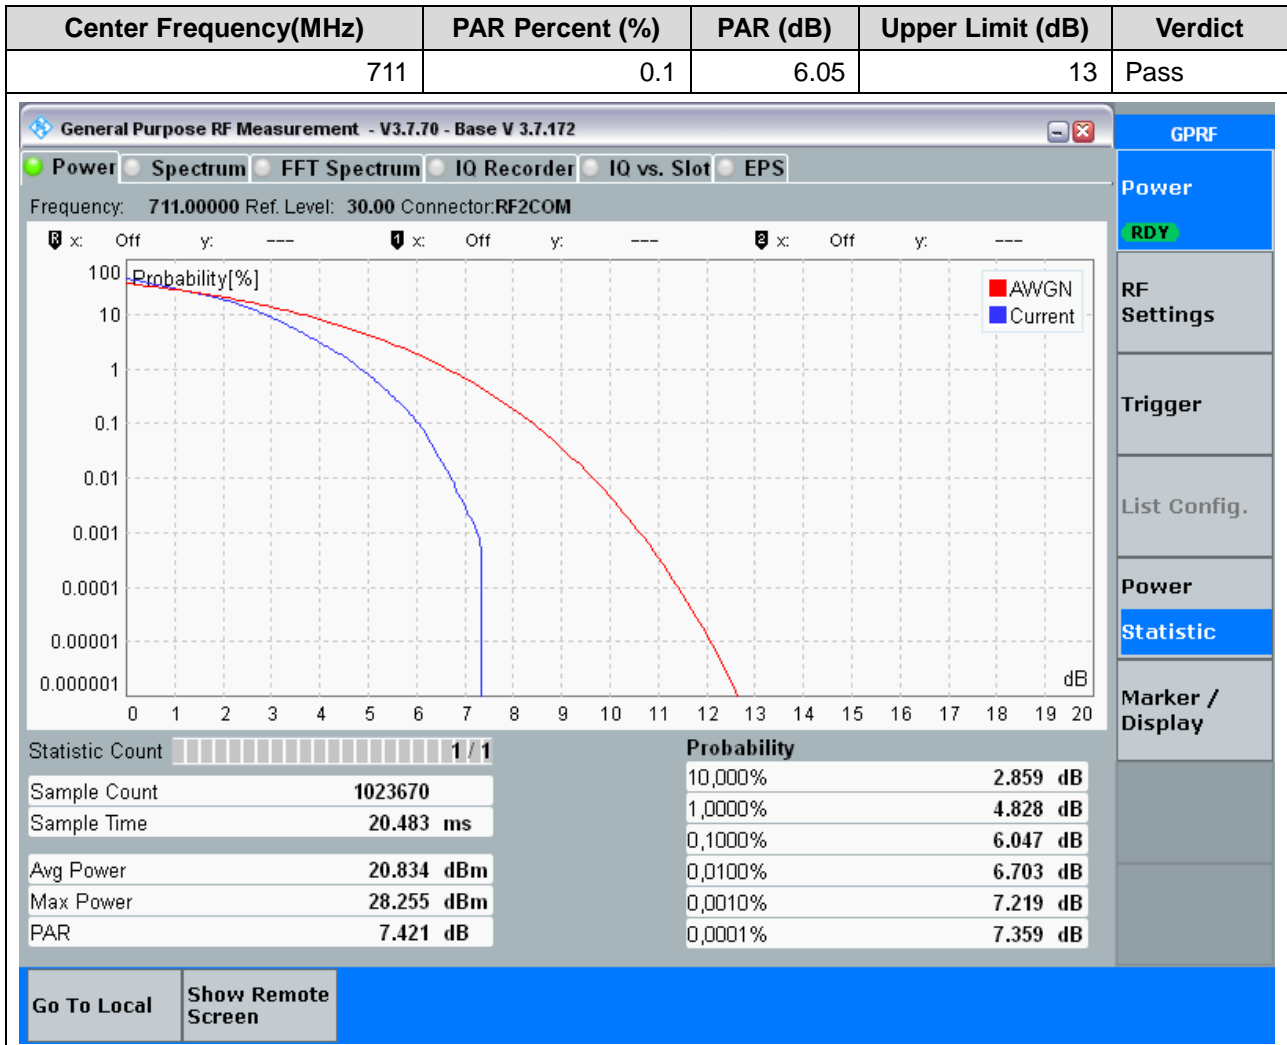 Center Frequency(MHz) PAR Percent (%) PAR (dB) Upper Limit (dB) Verdict
711 0.1 6.05 13 Pass
General Purpose RF Measurement - V3.7.70 - Base V 3.7.172
GPRF
Power Spectrum FFT Spectrum IQ Recorder IQ vs. Slot EPS
Power
RDY
Frequency: 711.00000 Ref. Level: 30.00 Connector:RF2COM
R x: Off y: --- 1 x: Off y: --- 2 x: Off y: ---
Probability[%]
AWGN
Current
100
10
1
0.1
0.01
0.001
0.0001
0.00001
0.000001
dB
0 1 2 3 4 5 6 7 8 9 10 11 12 13 14 15 16 17 18 19 20
RF
Settings
Trigger
List Config.
Power
Statistic
Marker /
Display
Statistic Count 1 / 1
Sample Count 1023670
Sample Time 20.483 ms
Avg Power 20.834 dBm
Max Power 28.255 dBm
PAR 7.421 dB
Probability
10,000% 2.859 dB
1,0000% 4.828 dB
0,1000% 6.047 dB
0,0100% 6.703 dB
0,0010% 7.219 dB
0,0001% 7.359 dB
Go To Local
Show Remote
Screen